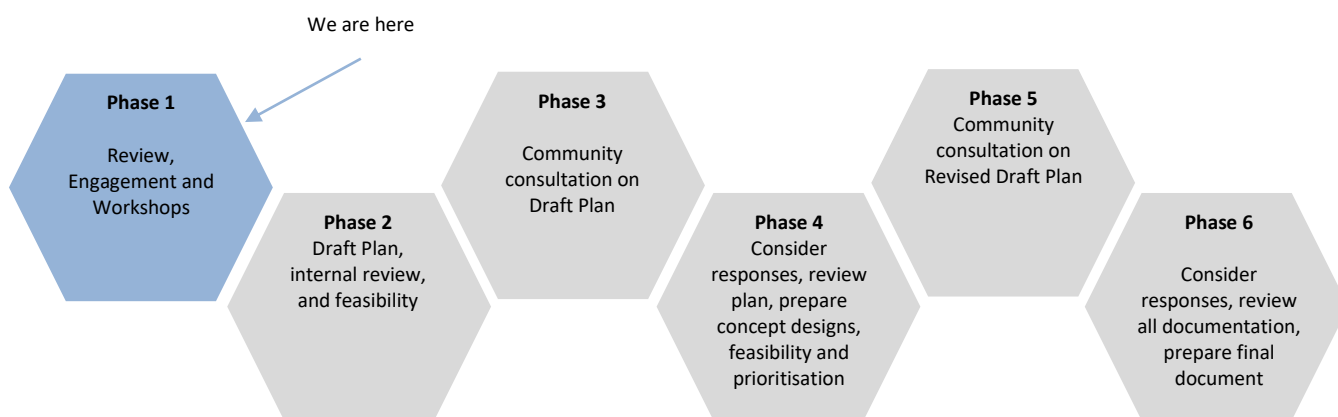 We are here
Phase 1
Review,
Engagement and
Workshops
Phase 2
Draft Plan,
internal review,
and feasibility
Phase 3
Community
consultation on
Draft Plan
Phase 4
Consider
responses, review
plan, prepare
concept designs,
feasibility and
prioritisation
Phase 5
Community
consultation on
Revised Draft Plan
Phase 6
Consider
responses, review
all documentation,
prepare final
document